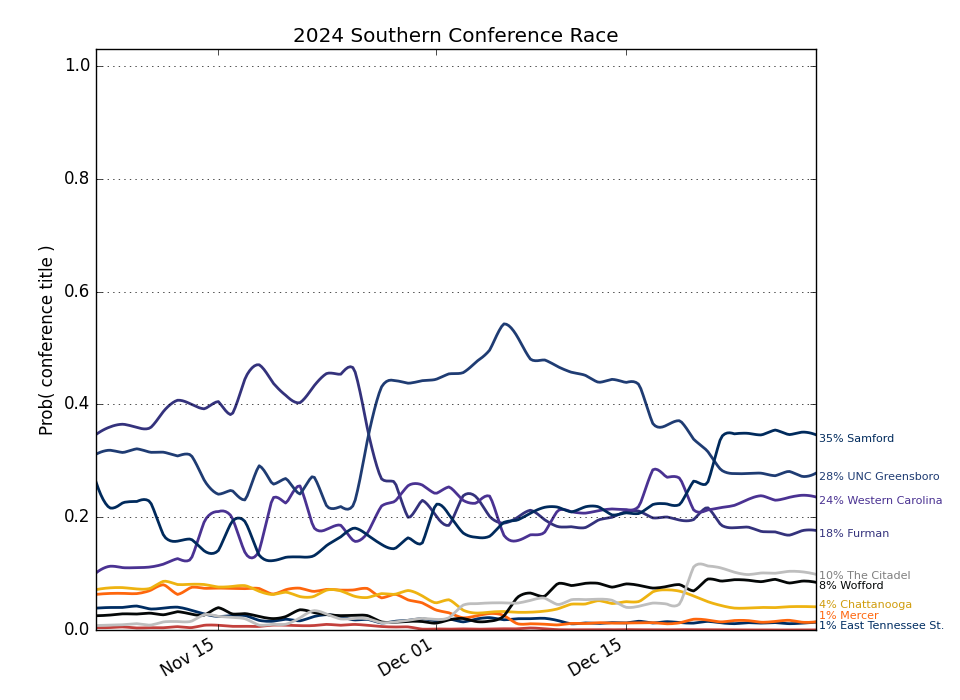 2024 Southern Conference Race
Prob( conference title )
1.0
0.8
0.6
0.4
0.2
0.0
Nov 15
Dec 01
Dec 15
35% Samford
28% UNC Greensboro
24% Western Carolina
18% Furman
10% The Citadel
8% Wofford
4% Chattanooga
1% Mercer
1% East Tennessee St.